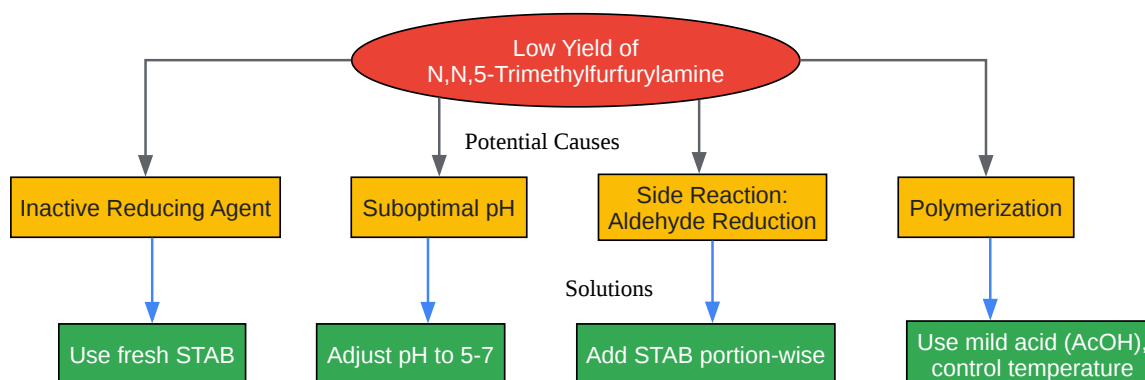 Low Yield of
N,N,5-Trimethylfurfurylamine
Potential Causes
Inactive Reducing Agent
Suboptimal pH
Side Reaction:
Aldehyde Reduction
Polymerization
Solutions
Use fresh STAB
Adjust pH to 5-7
Add STAB portion-wise
Use mild acid (AcOH),
control temperature